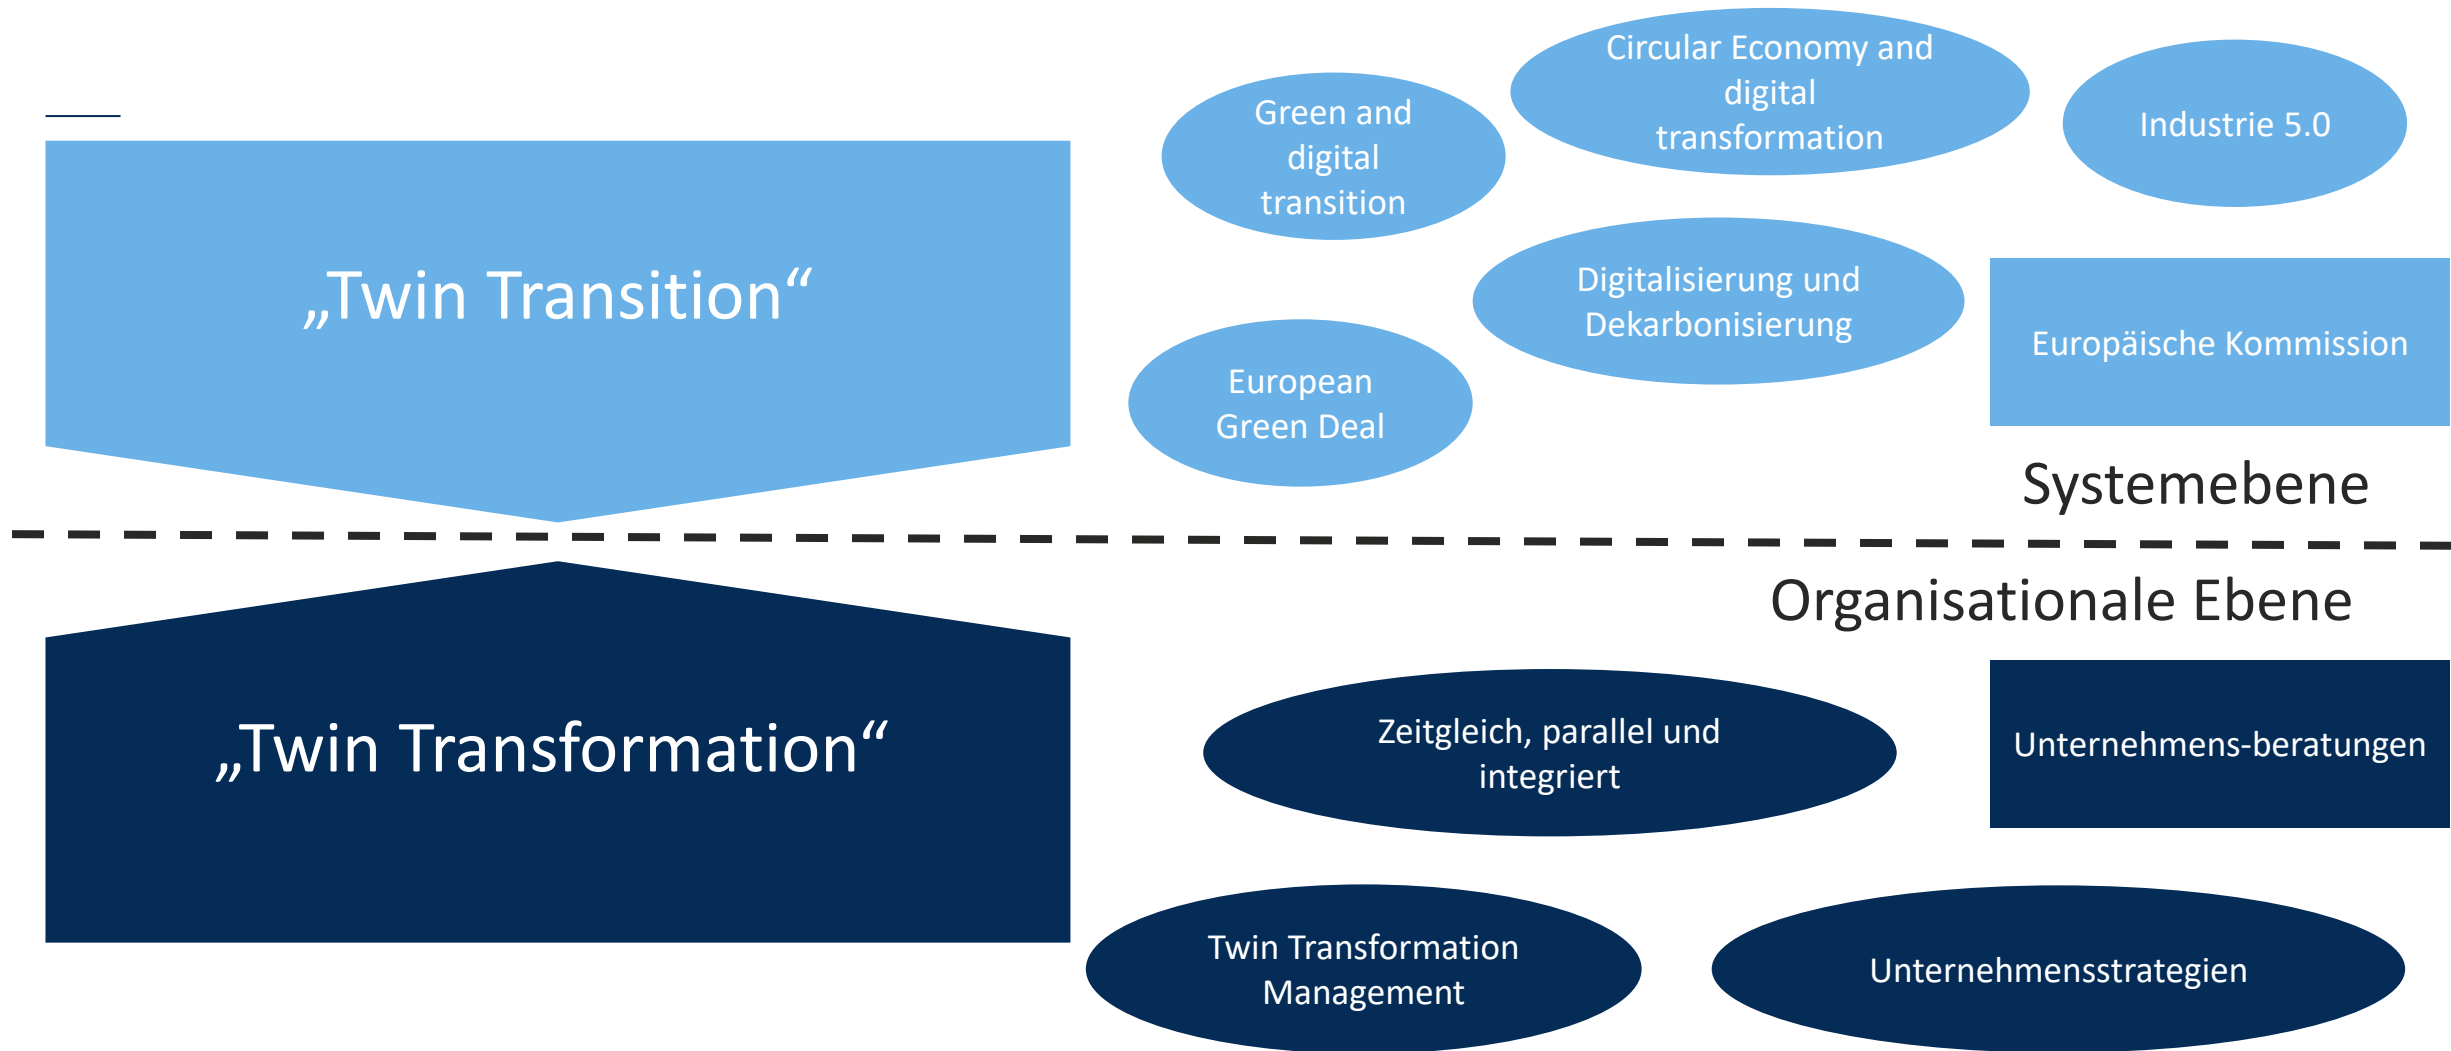 „Twin Transition“
Green and
digital
transition
Circular Economy and
digital
transformation
Industrie 5.0
Digitalisierung und
Dekarbonisierung
European
Green Deal
Europäische Kommission
Systemebene
Organisationale Ebene
„Twin Transformation“
Zeitgleich, parallel und
integriert
Unternehmens-beratungen
Twin Transformation
Management
Unternehmensstrategien